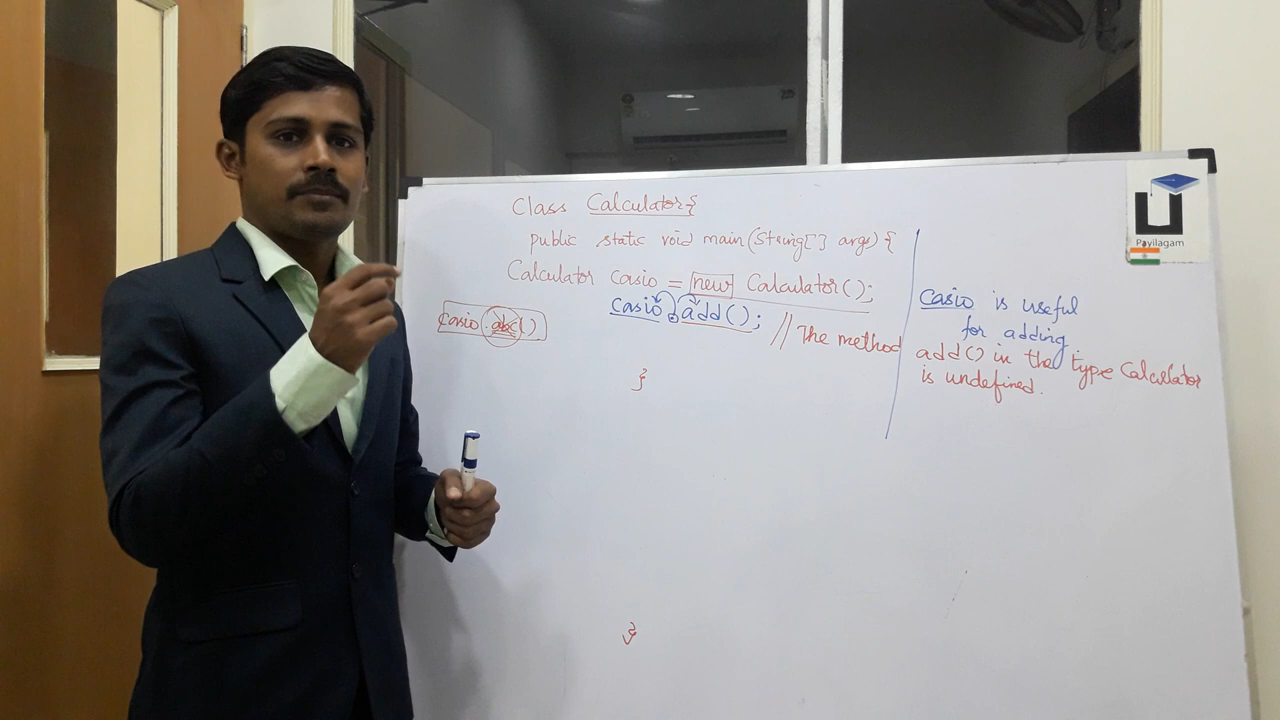 Class Calculator{
public static void main(String[] args) {
Calculator casio = new Calculator();
casio.add(); // The method add() in the type Calculator is undefined.
}
casio.abc()
casio is useful
for adding.
}
Payilagam